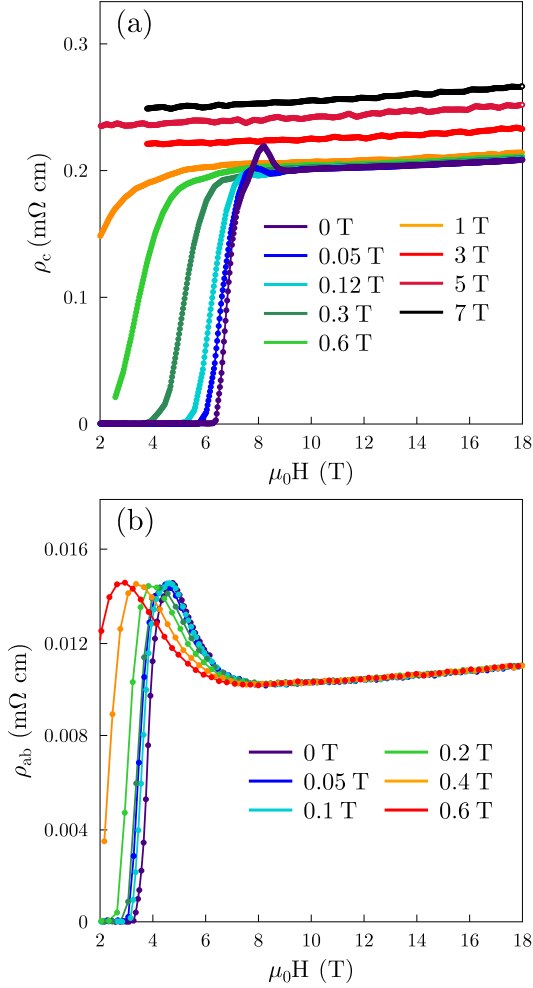 (a)
0.3
0.2
0.1
0
ρc (mΩ cm)
0 T
0.05 T
0.12 T
0.3 T
0.6 T
1 T
3 T
5 T
7 T
2 4 6 8 10 12 14 16 18
μ0H (T)
(b)
0.016
0.012
0.008
0.004
0
ρab (mΩ cm)
0 T
0.05 T
0.1 T
0.2 T
0.4 T
0.6 T
2 4 6 8 10 12 14 16 18
μ0H (T)